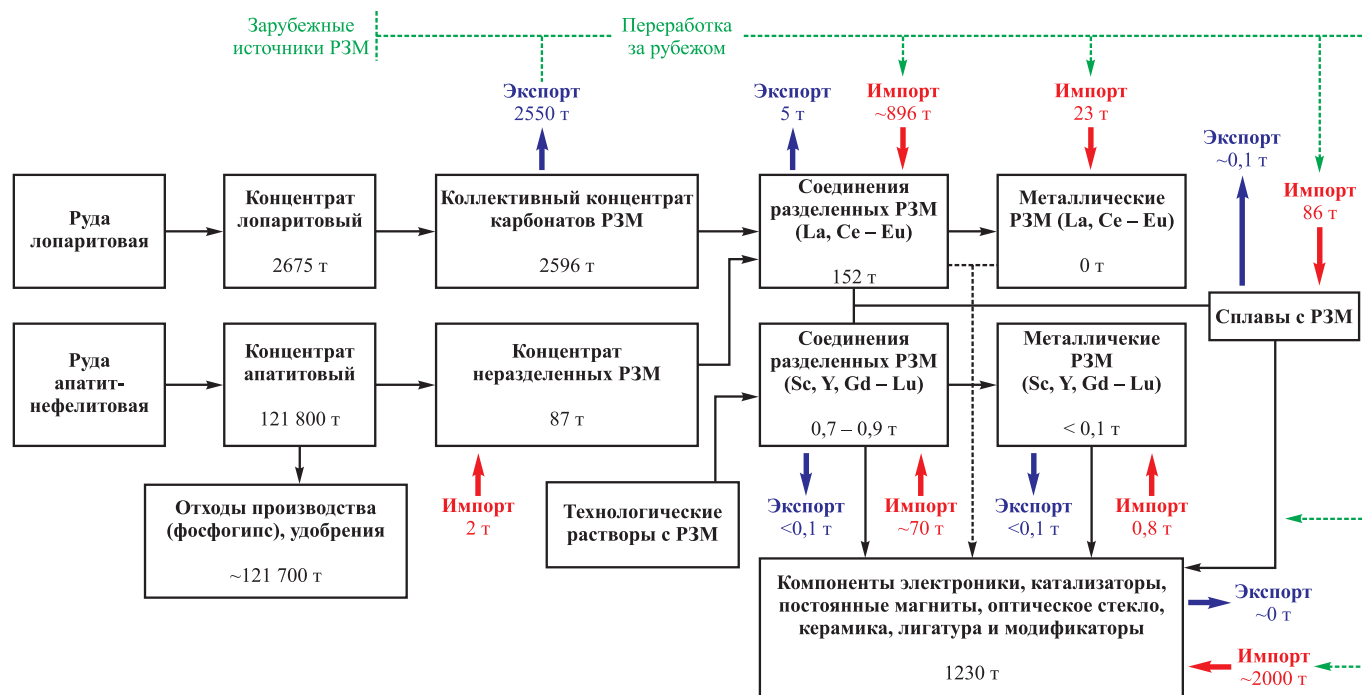 Зарубежные
источники РЗМ
Переработка
за рубежом
Экспорт
2550 т
Экспорт
5 т
Импорт
~896 т
Импорт
23 т
Экспорт
~0,1 т
Импорт
86 т
Руда
лопаритовая
Концентрат
лопаритовый
2675 т
Коллективный концентрат
карбонатов РЗМ
2596 т
Соединения
разделенных РЗМ
(La, Ce – Eu)
152 т
Металлические
РЗМ (La, Ce – Eu)
0 т
Сплавы с РЗМ
Руда
апатит-
нефелитовая
Концентрат
апатитовый
121 800 т
Концентрат
неразделенных РЗМ
87 т
Соединения
разделенных РЗМ
(Sc, Y, Gd – Lu)
0,7 – 0,9 т
Металличекие
РЗМ
(Sc, Y, Gd – Lu)
< 0,1 т
Отходы производства
(фосфогипс), удобрения
~121 700 т
Импорт
2 т
Технологические
растворы с РЗМ
Экспорт
<0,1 т
Импорт
~70 т
Экспорт
<0,1 т
Импорт
0,8 т
Компоненты электроники, катализаторы,
постоянные магниты, оптическое стекло,
керамика, лигатура и модификаторы
1230 т
Экспорт
~0 т
Импорт
~2000 т